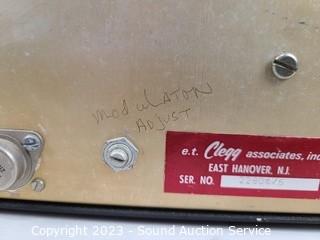 moduLATON
ADJUST
e.t. Clegg associates, inc
EAST HANOVER, N.J.
SER. NO.
Copyright © 2023 - Sound Auction Service